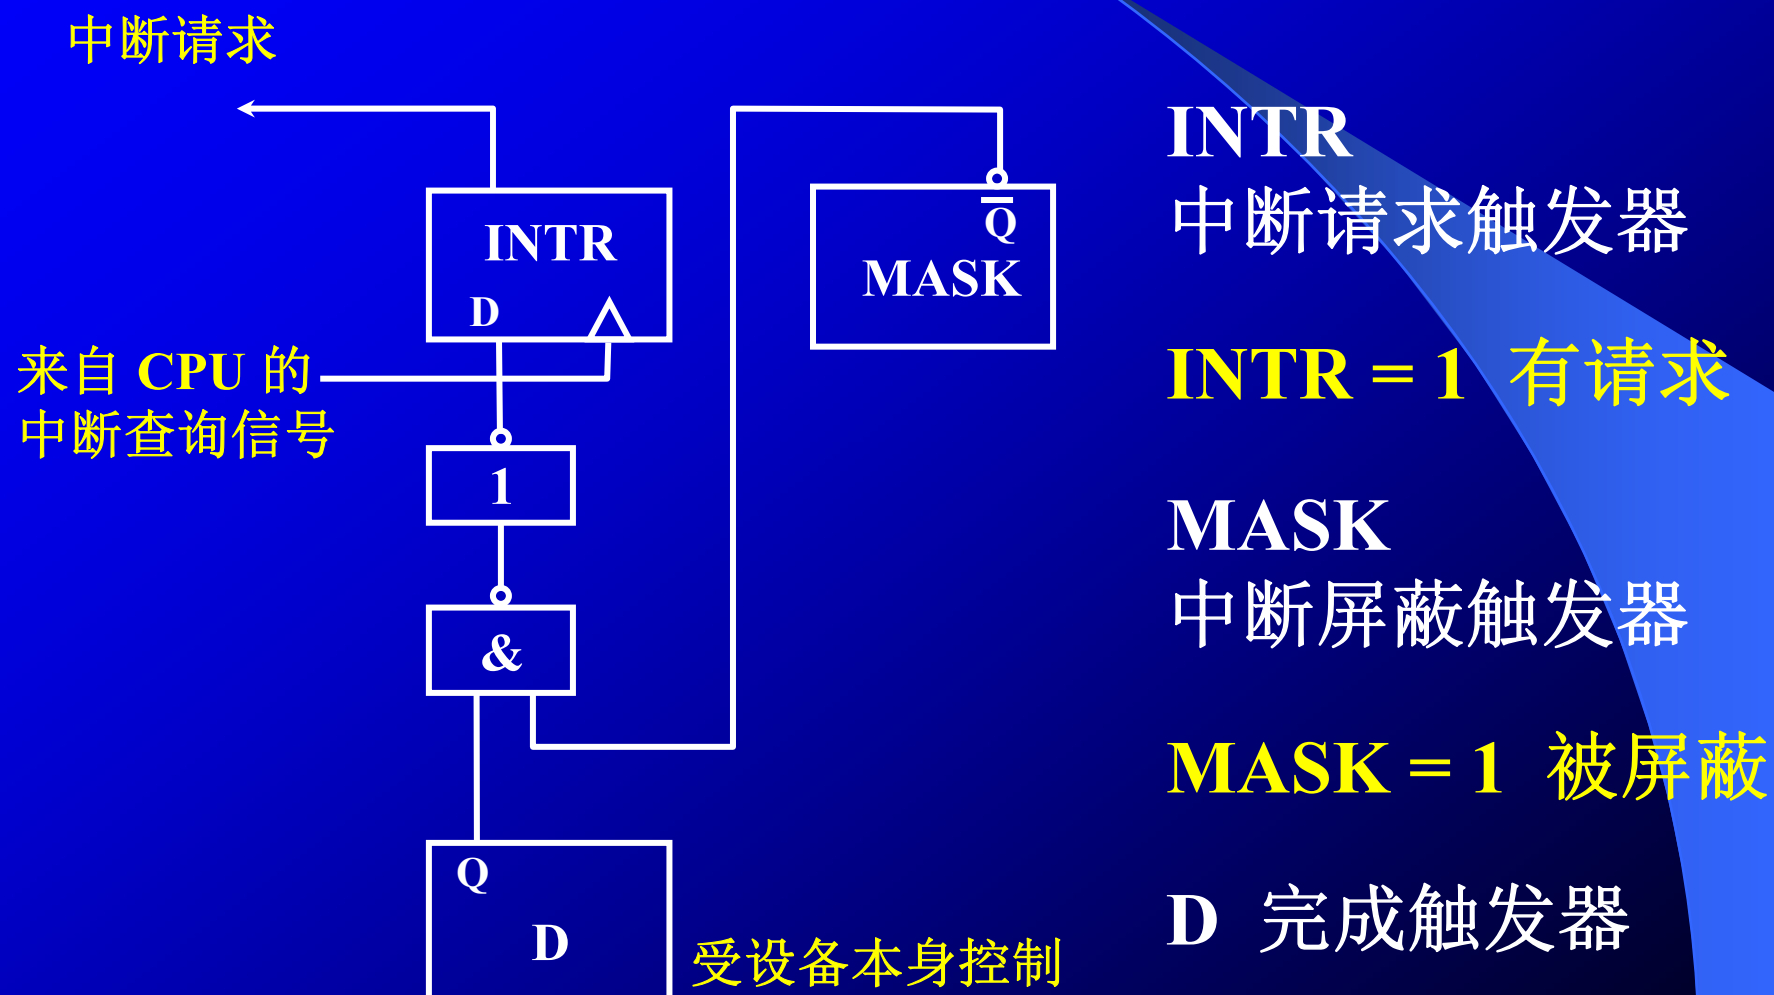 中断请求
INTR
D
来自 CPU 的
中断查询信号
1
&
Q
D
受设备本身控制
Q̅
MASK
INTR
中断请求触发器
INTR = 1 有请求
MASK
中断屏蔽触发器
MASK = 1 被屏蔽
D 完成触发器